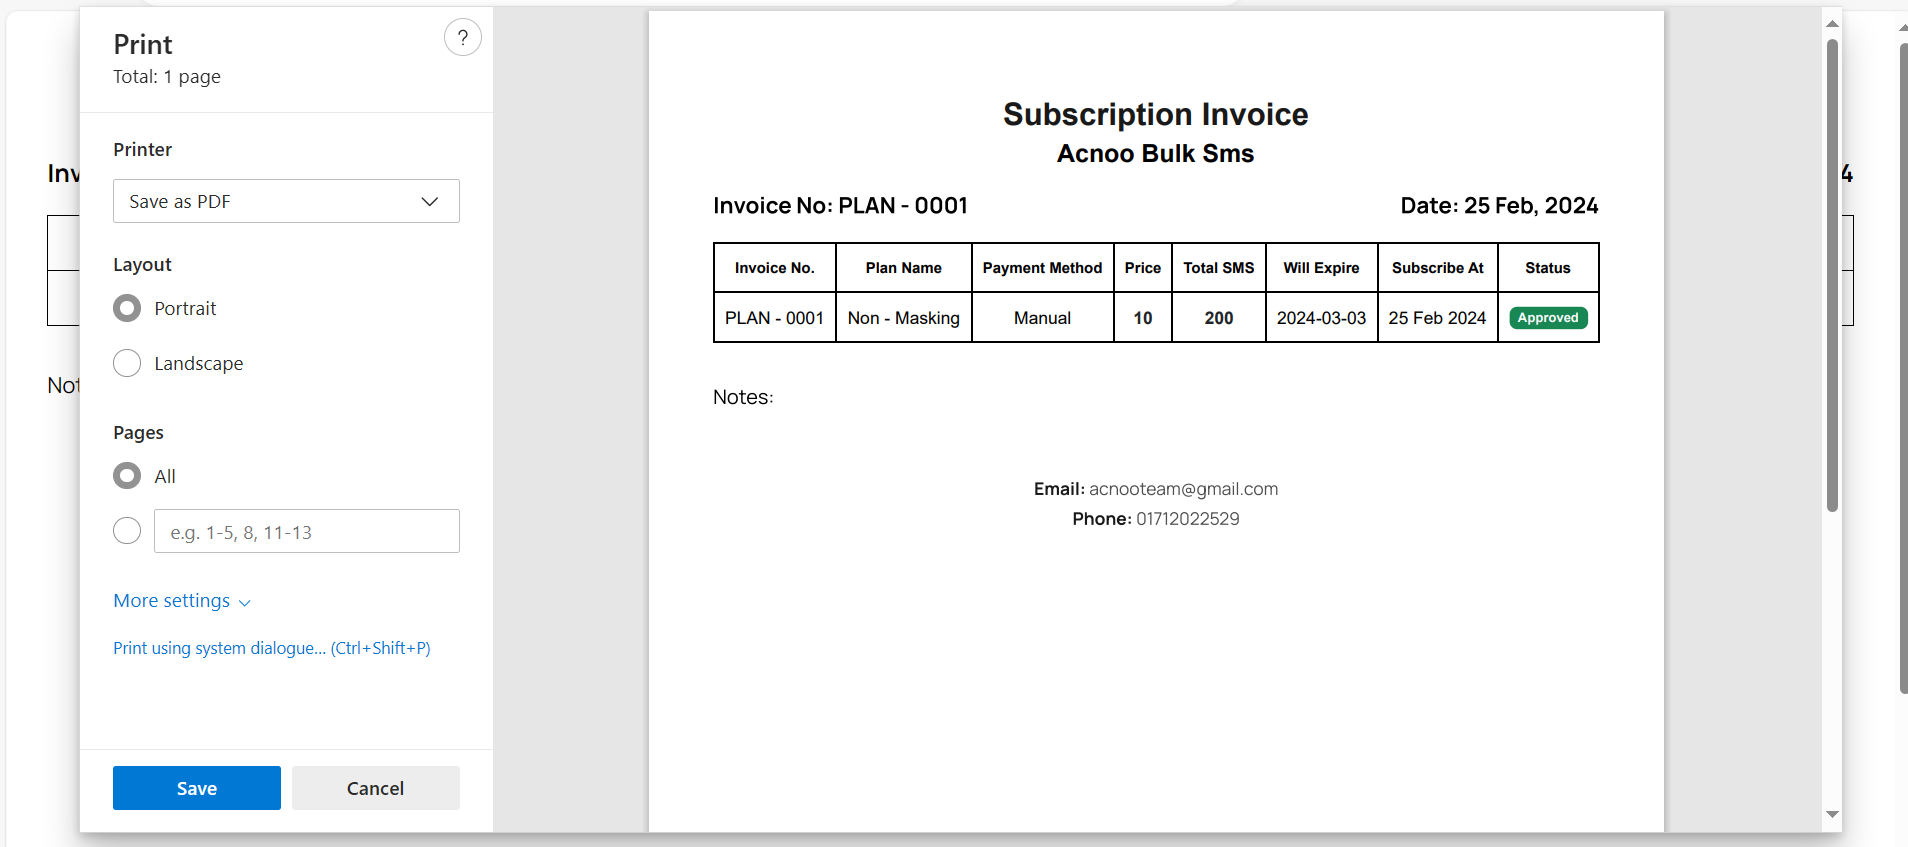 Print
?
Total: 1 page
Printer
Save as PDF
Layout
Portrait
Landscape
Pages
All
e.g. 1-5, 8, 11-13
More settings
Print using system dialogue... (Ctrl+Shift+P)
Save Cancel
Subscription Invoice
Acnoo Bulk Sms
Invoice No: PLAN - 0001 Date: 25 Feb, 2024
Invoice No. Plan Name Payment Method Price Total SMS Will Expire Subscribe At Status
PLAN - 0001 Non - Masking Manual 10 200 2024-03-03 25 Feb 2024 Approved
Notes:
Email: acnooteam@gmail.com
Phone: 01712022529